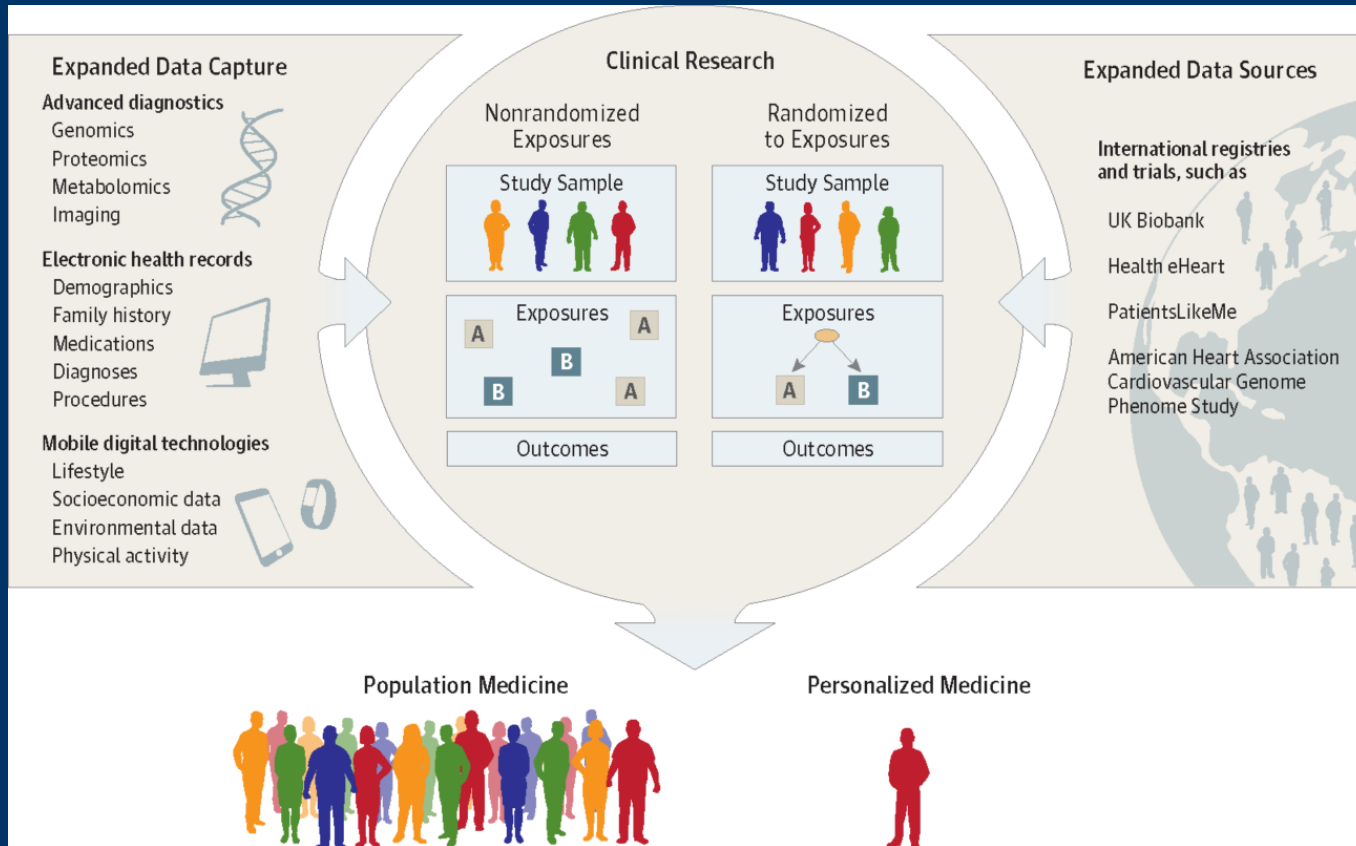 Expanded Data Capture
Advanced diagnostics
Genomics
Proteomics
Metabolomics
Imaging
Electronic health records
Demographics
Family history
Medications
Diagnoses
Procedures
Mobile digital technologies
Lifestyle
Socioeconomic data
Environmental data
Physical activity
Clinical Research
Nonrandomized
Exposures
Study Sample
Exposures
A
A
B
B
A
Outcomes
Randomized
to Exposures
Study Sample
Exposures
A
B
Outcomes
Expanded Data Sources
International registries
and trials, such as
UK Biobank
Health eHeart
PatientsLikeMe
American Heart Association
Cardiovascular Genome
Phenome Study
Population Medicine
Personalized Medicine